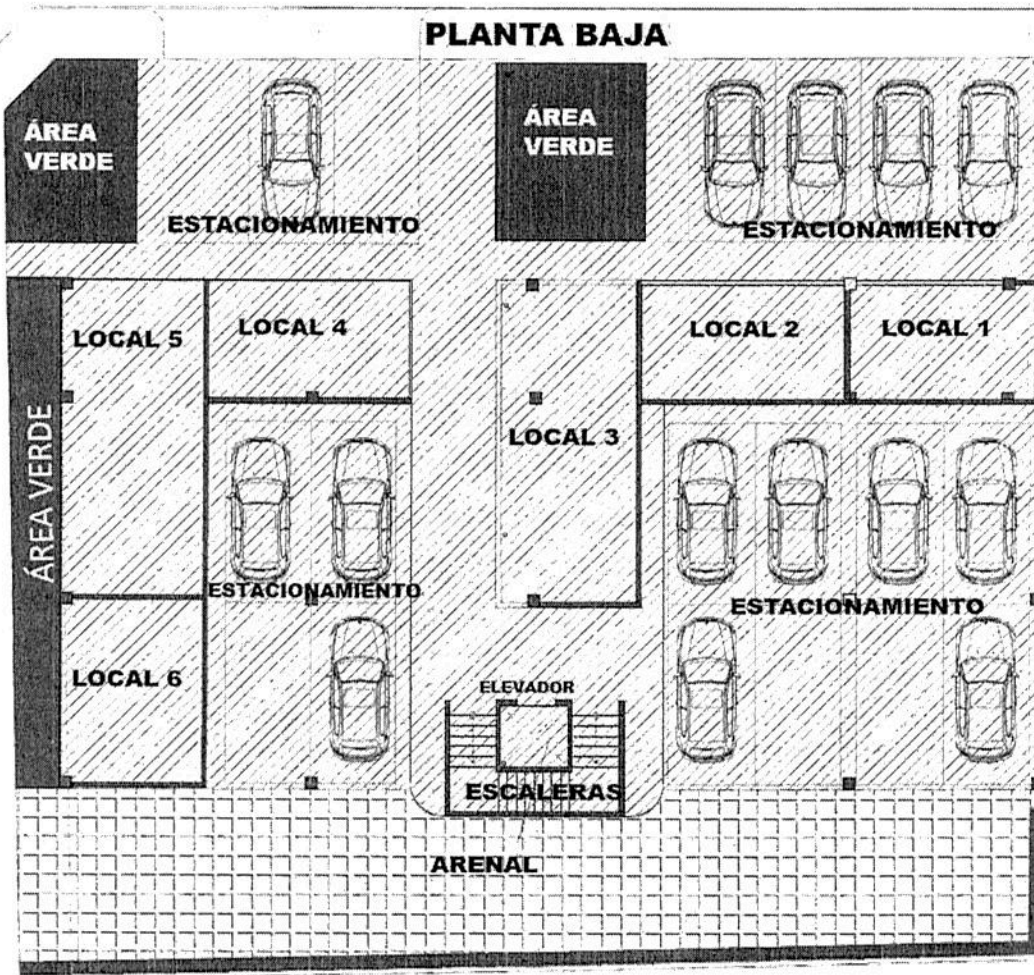 PLANTA BAJA
ÁREA
VERDE
ÁREA
VERDE
ESTACIONAMIENTO
ESTACIONAMIENTO
LOCAL 5
LOCAL 4
LOCAL 2
LOCAL 1
ÁREA VERDE
LOCAL 3
ESTACIONAMIENTO
ESTACIONAMIENTO
LOCAL 6
ELEVADOR
ESCALERAS
ARENAL